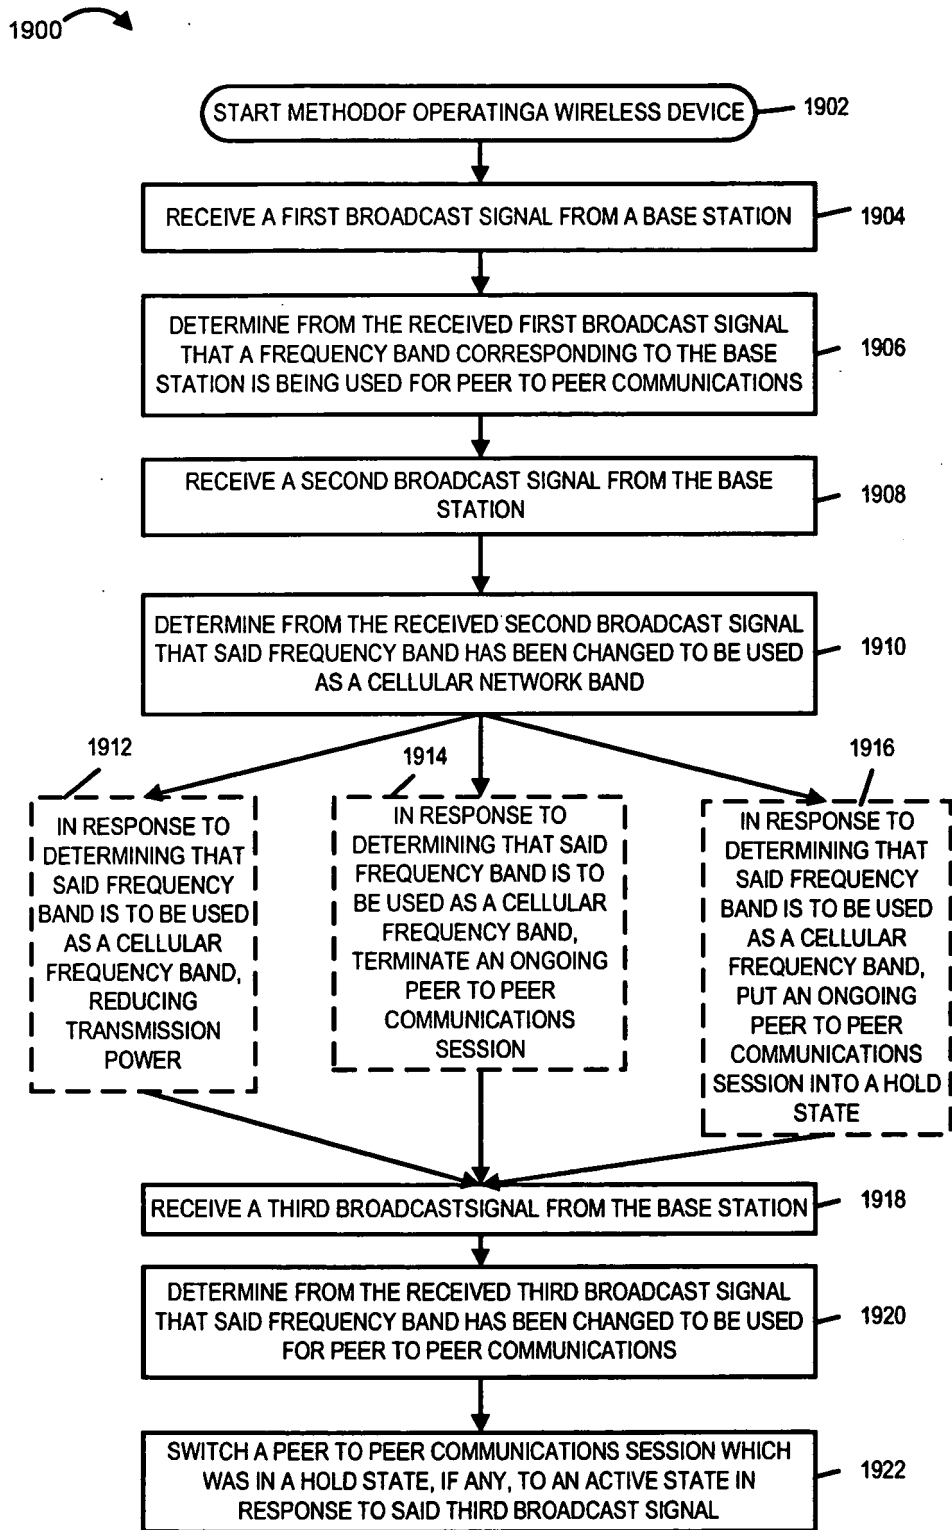 1900
START METHODOF OPERATINGA WIRELESS DEVICE
1902
RECEIVE A FIRST BROADCAST SIGNAL FROM A BASE STATION
1904
DETERMINE FROM THE RECEIVED FIRST BROADCAST SIGNAL
THAT A FREQUENCY BAND CORRESPONDING TO THE BASE
STATION IS BEING USED FOR PEER TO PEER COMMUNICATIONS
1906
RECEIVE A SECOND BROADCAST SIGNAL FROM THE BASE
STATION
1908
DETERMINE FROM THE RECEIVED SECOND BROADCAST SIGNAL
THAT SAID FREQUENCY BAND HAS BEEN CHANGED TO BE USED
AS A CELLULAR NETWORK BAND
1910
1912
IN RESPONSE TO
DETERMINING THAT
SAID FREQUENCY
BAND IS TO BE USED
AS A CELLULAR
FREQUENCY BAND,
REDUCING
TRANSMISSION
POWER
1914
IN RESPONSE TO
DETERMINING THAT SAID
FREQUENCY BAND IS TO
BE USED AS A CELLULAR
FREQUENCY BAND,
TERMINATE AN ONGOING
PEER TO PEER
COMMUNICATIONS
SESSION
1916
IN RESPONSE TO
DETERMINING THAT
SAID FREQUENCY
BAND IS TO BE USED
AS A CELLULAR
FREQUENCY BAND,
PUT AN ONGOING
PEER TO PEER
COMMUNICATIONS
SESSION INTO A HOLD
STATE
RECEIVE A THIRD BROADCASTSIGNAL FROM THE BASE STATION
1918
DETERMINE FROM THE RECEIVED THIRD BROADCAST SIGNAL
THAT SAID FREQUENCY BAND HAS BEEN CHANGED TO BE USED
FOR PEER TO PEER COMMUNICATIONS
1920
SWITCH A PEER TO PEER COMMUNICATIONS SESSION WHICH
WAS IN A HOLD STATE, IF ANY, TO AN ACTIVE STATE IN
RESPONSE TO SAID THIRD BROADCAST SIGNAL
1922